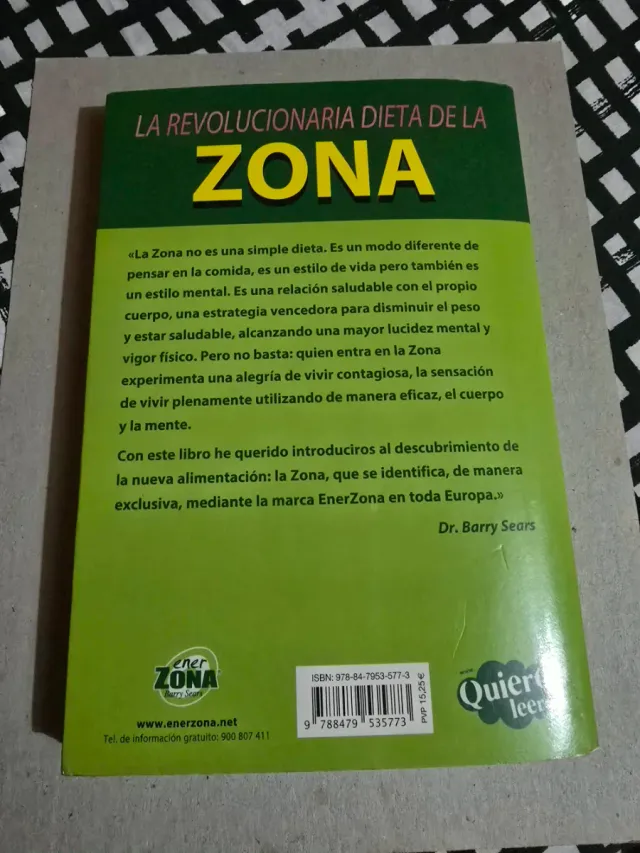 LA REVOLUCIONARIA DIETA DE LA
ZONA
«La Zona no es una simple dieta. Es un modo diferente de
pensar en la comida, es un estilo de vida pero también es
un estilo mental. Es una relación saludable con el propio
cuerpo, una estrategia vencedora para disminuir el peso
y estar saludable, alcanzando una mayor lucidez mental y
vigor físico. Pero no basta: quien entra en la Zona
experimenta una alegría de vivir contagiosa, la sensación
de vivir plenamente utilizando de manera eficaz, el cuerpo
y la mente.
Con este libro he querido introduciros al descubrimiento de
la nueva alimentación: la Zona, que se identifica, de manera
exclusiva, mediante la marca EnerZona en toda Europa.»
Dr. Barry Sears
ener
ZONA
Barry Sears
www.enerzona.net
Tel. de información gratuito: 900 807 411
ISBN: 978-84-7953-577-3
9 788479 535773
PVP 15,25 €
Quiero
leer